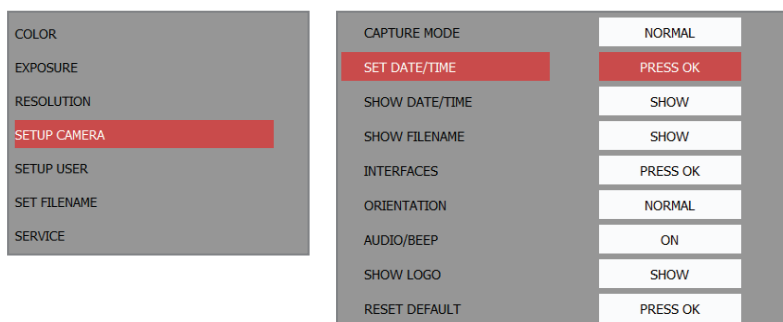 COLOR
EXPOSURE
RESOLUTION
SETUP CAMERA
SETUP USER
SET FILENAME
SERVICE
CAPTURE MODE NORMAL
SET DATE/TIME PRESS OK
SHOW DATE/TIME SHOW
SHOW FILENAME SHOW
INTERFACES PRESS OK
ORIENTATION NORMAL
AUDIO/BEEP ON
SHOW LOGO SHOW
RESET DEFAULT PRESS OK